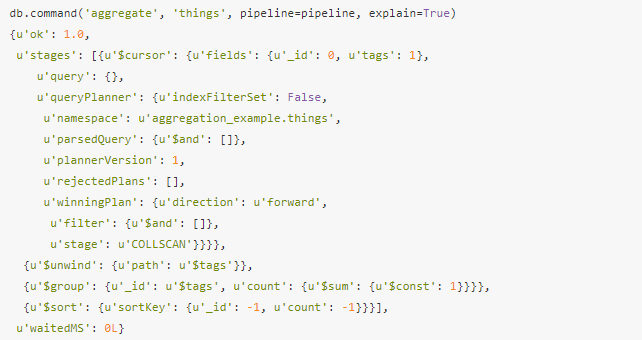 db.command('aggregate', 'things', pipeline=pipeline, explain=True)
{u'ok': 1.0,
 u'stages': [{u'$cursor': {u'fields': {u'_id': 0, u'tags': 1},
    u'query': {},
    u'queryPlanner': {u'indexFilterSet': False,
     u'namespace': u'aggregation_example.things',
     u'parsedQuery': {u'$and': []},
     u'plannerVersion': 1,
     u'rejectedPlans': [],
     u'winningPlan': {u'direction': u'forward',
      u'filter': {u'$and': []},
      u'stage': u'COLLSCAN'}}}},
  {u'$unwind': {u'path': u'$tags'}},
  {u'$group': {u'_id': u'$tags', u'count': {u'$sum': {u'$const': 1}}}},
  {u'$sort': {u'sortKey': {u'_id': -1, u'count': -1}}}],
 u'waitedMS': 0L}